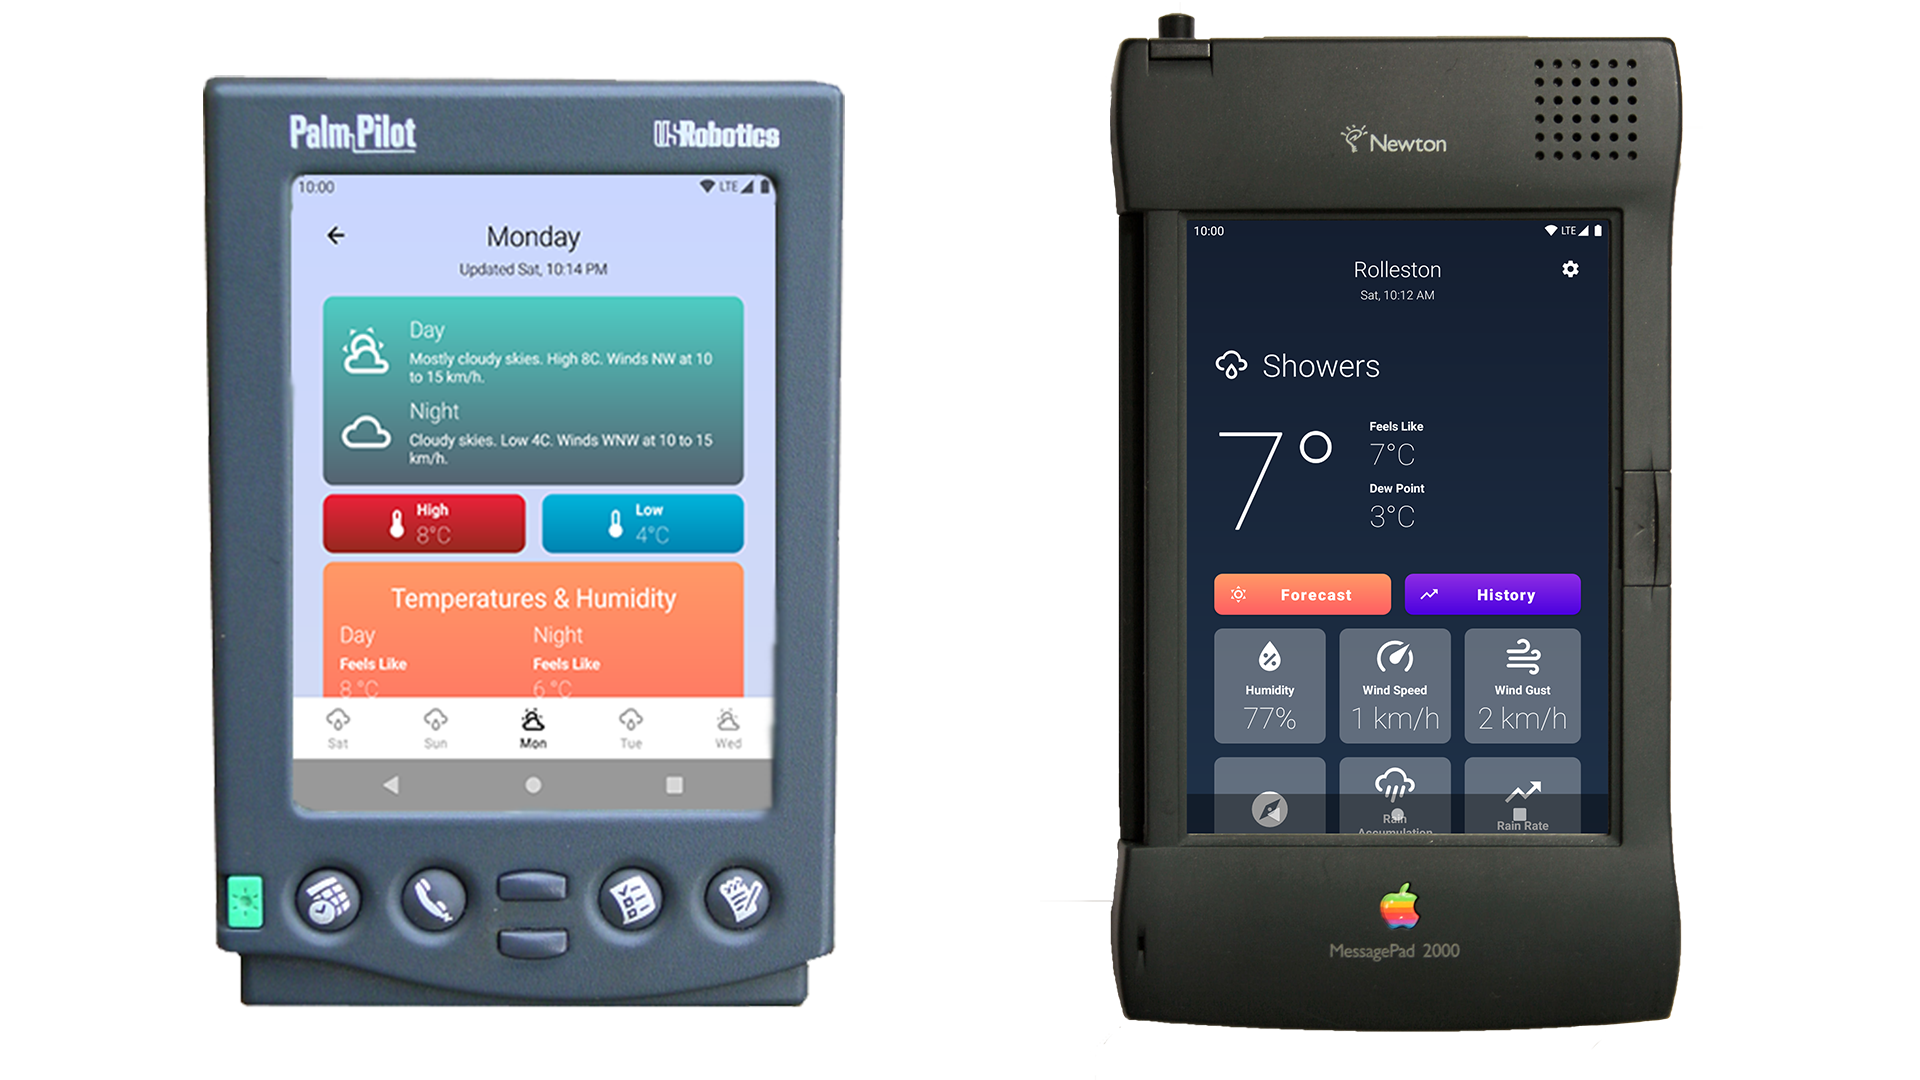 Palm Pilot
U.S. Robotics
10:00
LTE
Monday
Updated Sat, 10:14 PM
Day
Mostly cloudy skies. High 8C. Winds NW at 10
to 15 km/h.
Night
Cloudy skies. Low 4C. Winds WNW at 10 to 15
km/h.
High
8°C
Low
4°C
Temperatures & Humidity
Day
Night
Feels Like
Feels Like
8 °C
6 °C
Sat
Sun
Mon
Tue
Wed
Newton
10:00
LTE
Rolleston
Sat, 10:12 AM
Showers
7°
Feels Like
7°C
Dew Point
3°C
Forecast
History
Humidity
77%
Wind Speed
1 km/h
Wind Gust
2 km/h
Rain
Accumulation
Rain Rate
MessagePad 2000